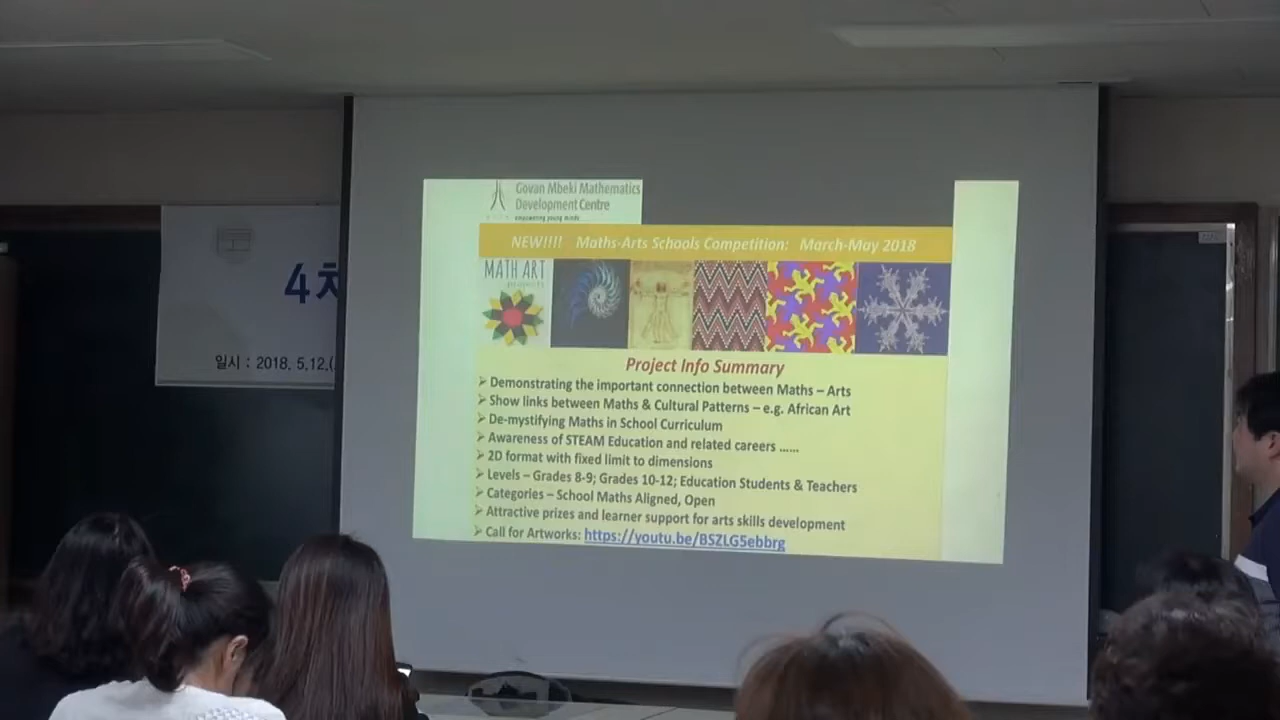 Govan Mbeki Mathematics
Development Centre
empowering young minds
NEW!!!! Maths-Arts Schools Competition: March-May 2018
MATH ART
projects
Project Info Summary
➢ Demonstrating the important connection between Maths – Arts
➢ Show links between Maths & Cultural Patterns – e.g. African Art
➢ De-mystifying Maths in School Curriculum
➢ Awareness of STEAM Education and related careers ......
➢ 2D format with fixed limit to dimensions
➢ Levels – Grades 8-9; Grades 10-12; Education Students & Teachers
➢ Categories – School Maths Aligned, Open
➢ Attractive prizes and learner support for arts skills development
➢ Call for Artworks: https://youtu.be/BSZLG5ebbrg
4차
일시 : 2018. 5.12.(